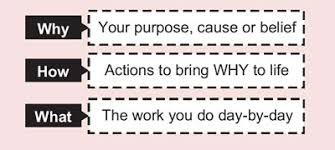 Why Your purpose, cause or belief
How Actions to bring WHY to life
What The work you do day-by-day